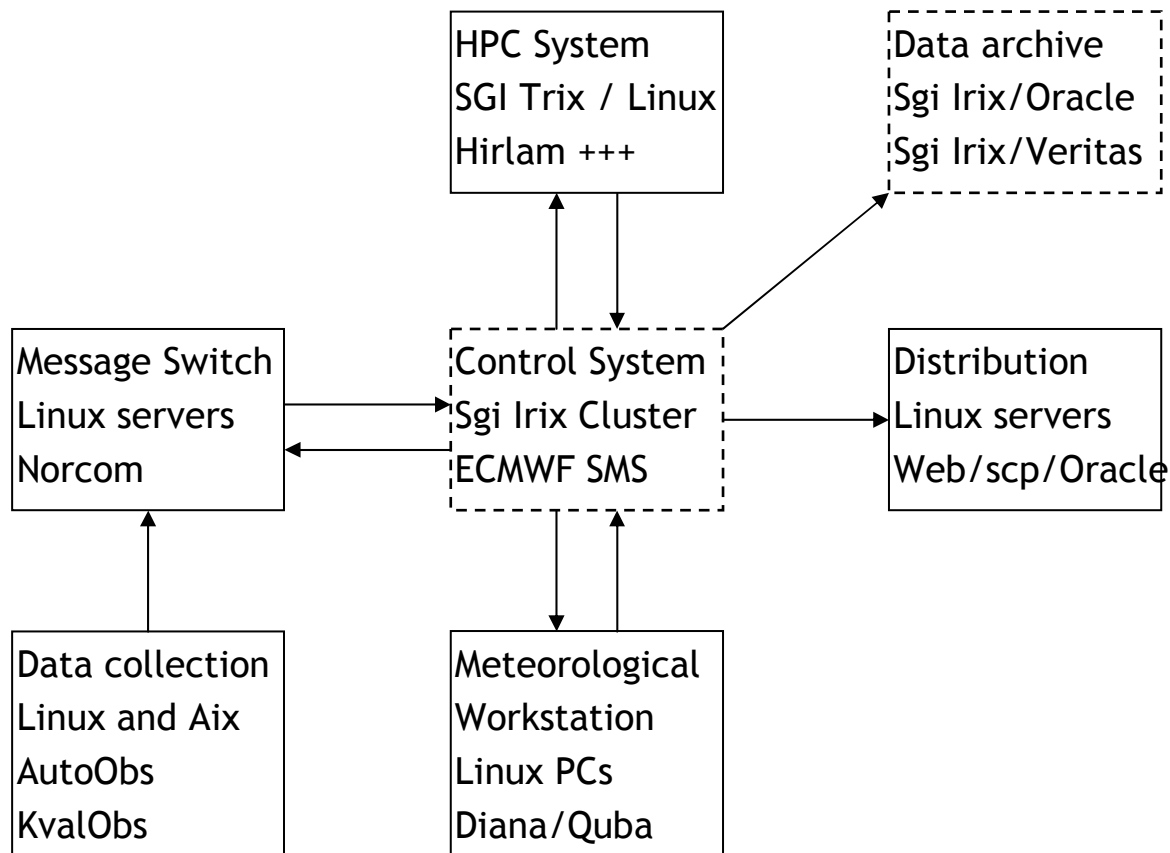 HPC System
SGI Trix / Linux
Hirlam +++
Data archive
Sgi Irix/Oracle
Sgi Irix/Veritas
Message Switch
Linux servers
Norcom
Control System
Sgi Irix Cluster
ECMWF SMS
Distribution
Linux servers
Web/scp/Oracle
Data collection
Linux and Aix
AutoObs
KvalObs
Meteorological
Workstation
Linux PCs
Diana/Quba